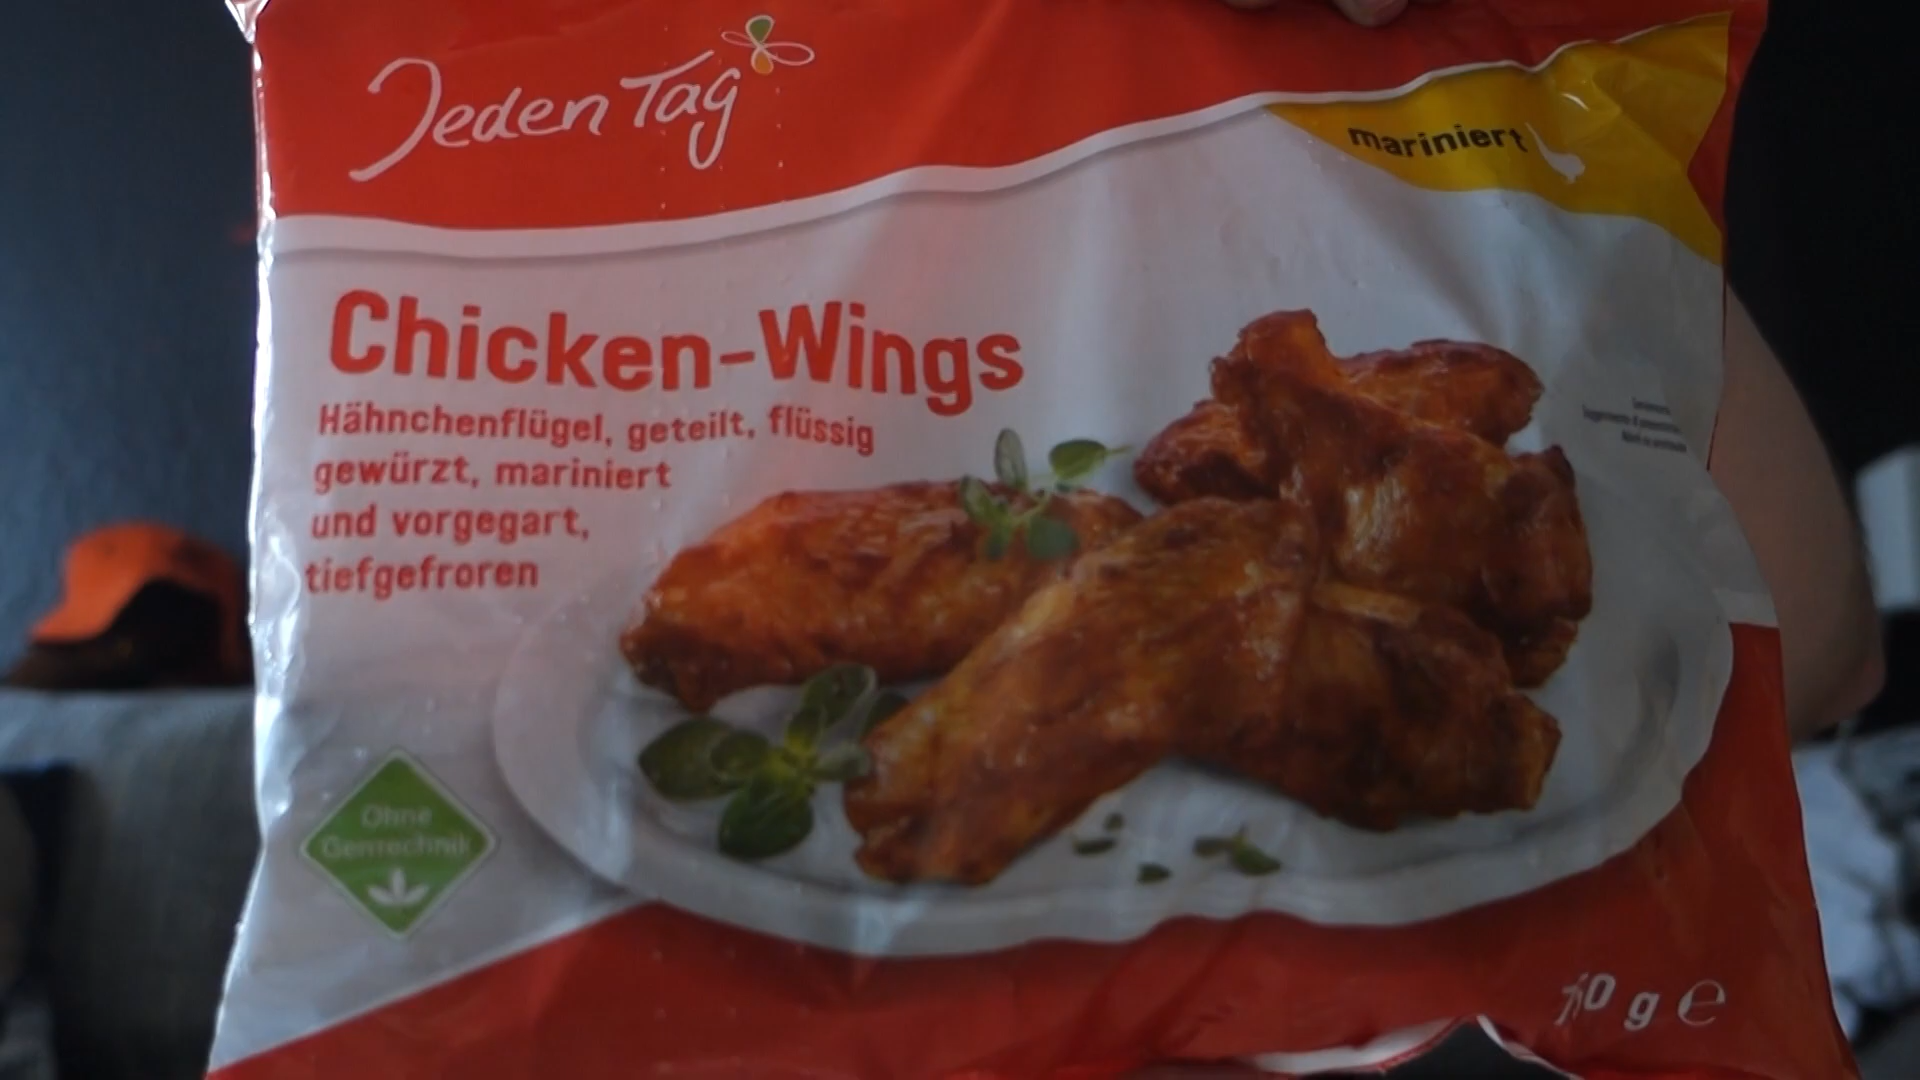 Jeden Tag
mariniert
Chicken-Wings
Hähnchenflügel, geteilt, flüssig
gewürzt, mariniert
und vorgegart,
tiefgefroren
Ohne
Gentechnik
g e